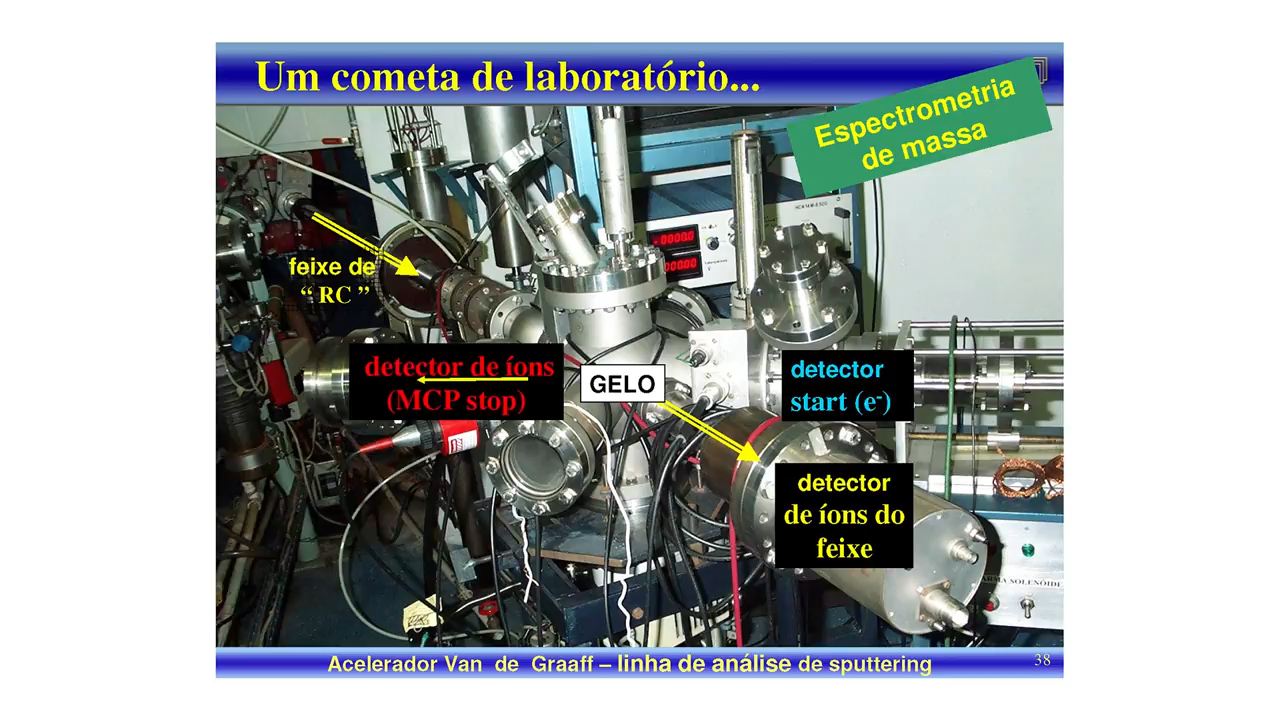 Um cometa de laboratório...
Espectrometria
de massa
feixe de
“ RC ”
detector de íons
(MCP stop)
GELO
detector
start (e-)
detector
de íons do
feixe
Acelerador Van de Graaff – linha de análise de sputtering
38